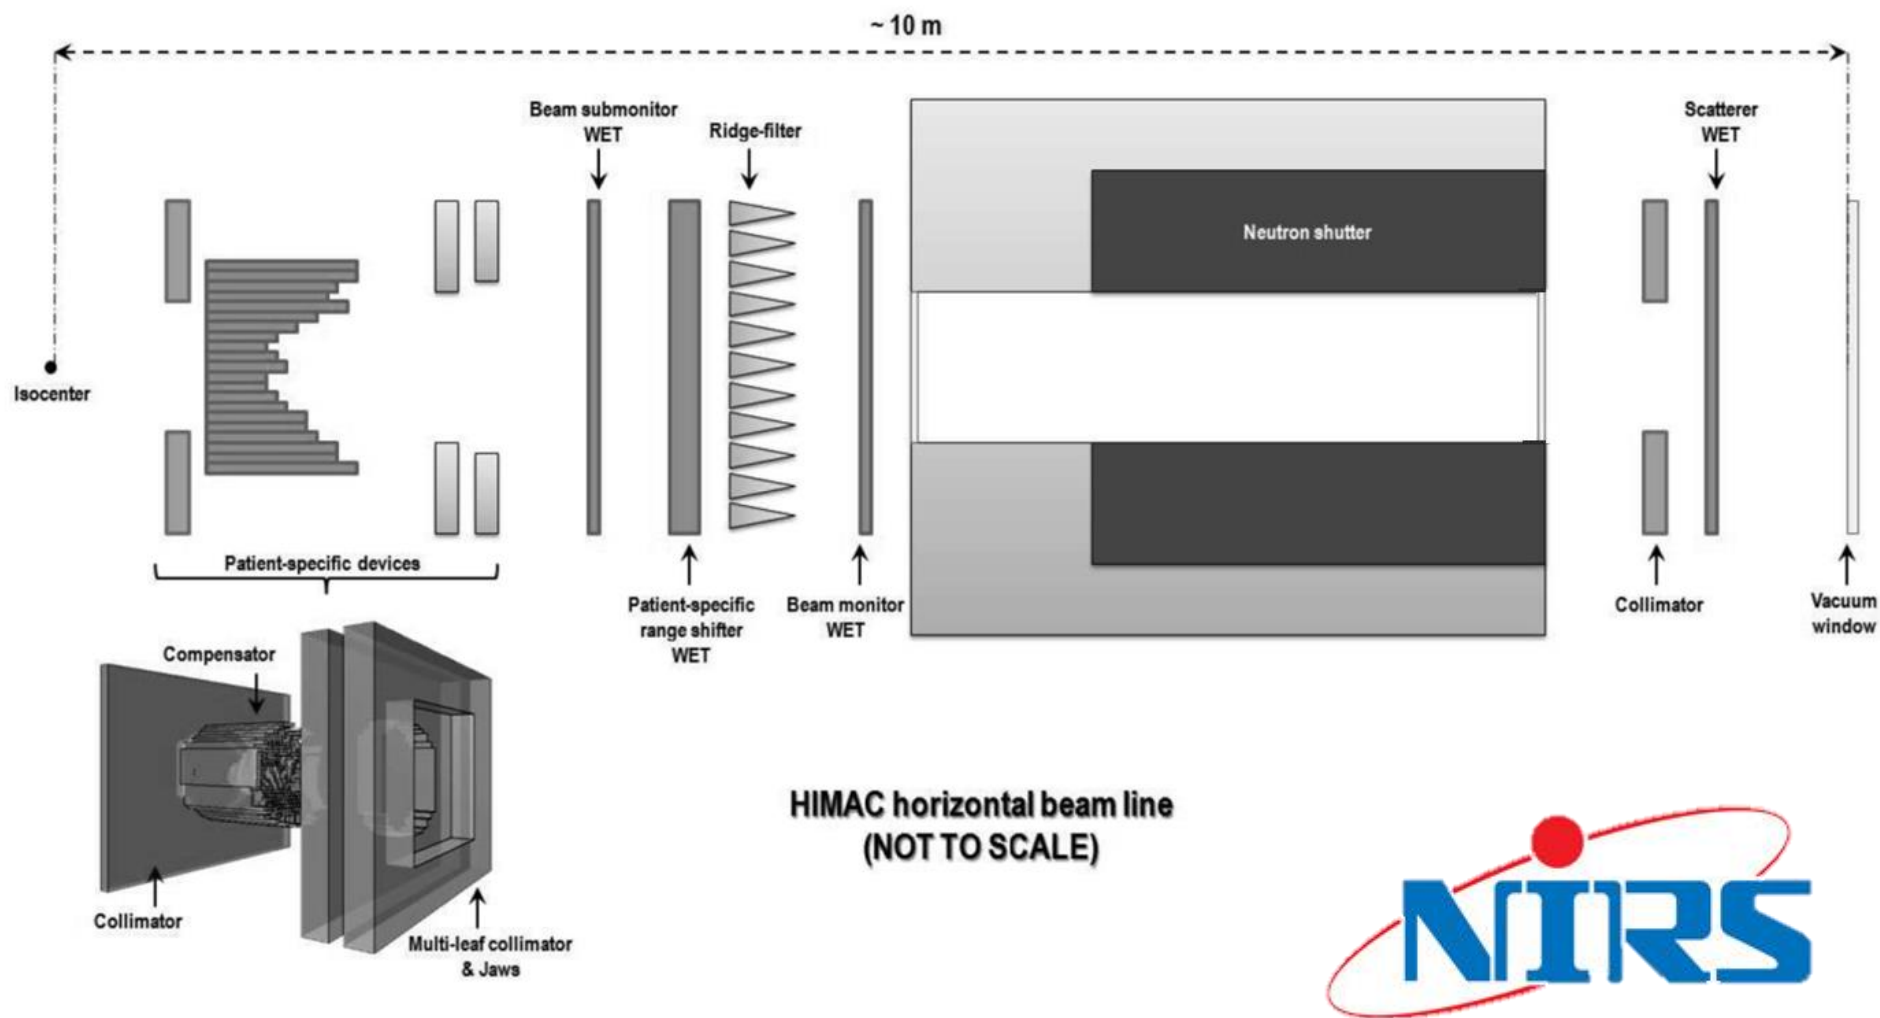 ~ 10 m
Beam submonitor
WET
Ridge-filter
Scatterer
WET
Neutron shutter
Isocenter
Patient-specific devices
Patient-specific
range shifter
WET
Beam monitor
WET
Collimator
Vacuum
window
Compensator
Collimator
Multi-leaf collimator
& Jaws
HIMAC horizontal beam line
(NOT TO SCALE)
NIRS